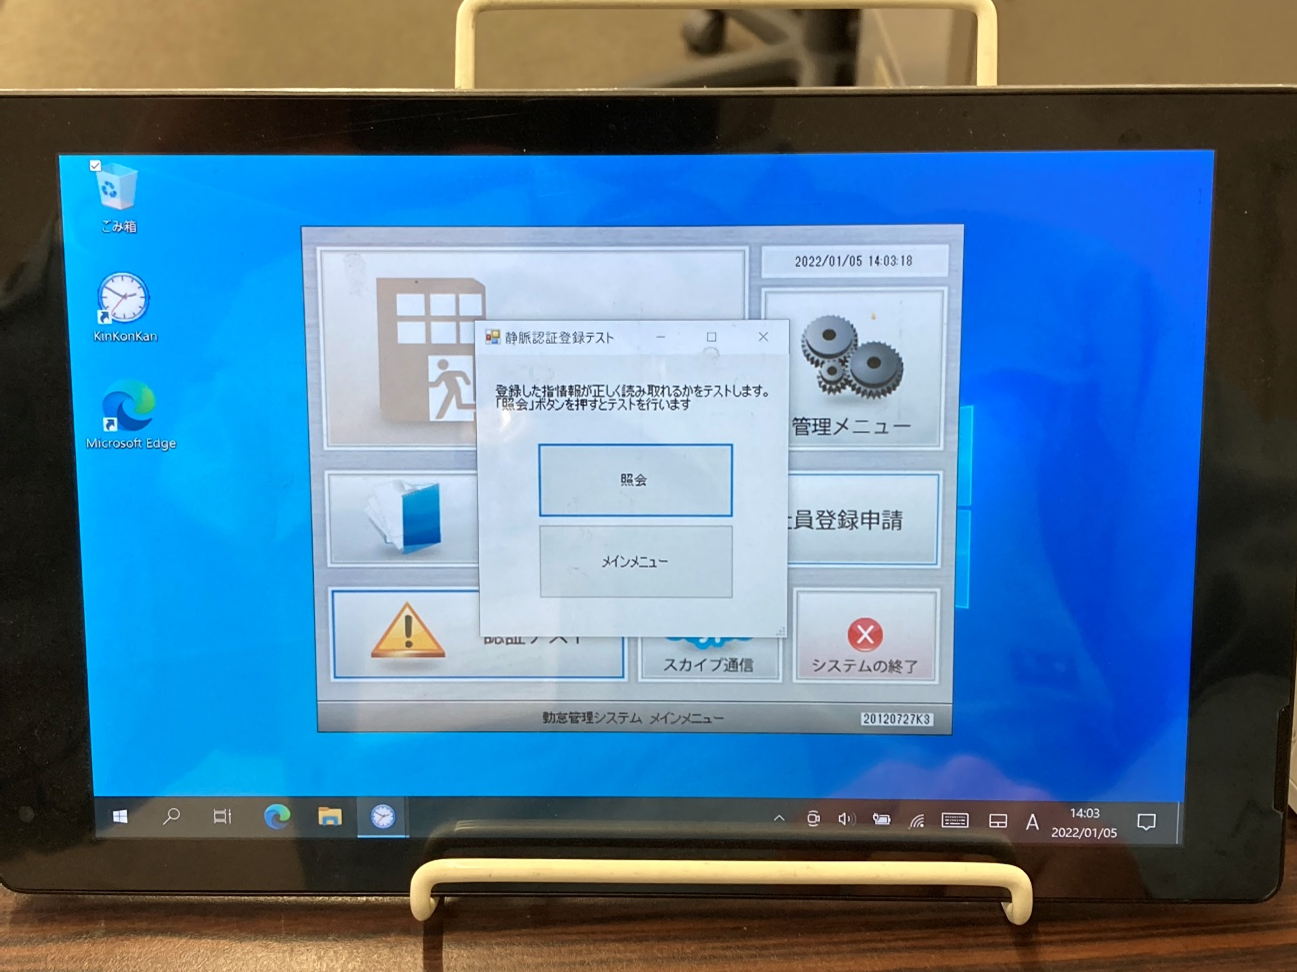 ごみ箱
KinKonKan
Microsoft Edge
2022/01/05 14:03:18
管理メニュー
静脈認証登録テスト
登録した指情報が正しく読み取れるかをテストします。
「照会」ボタンを押すとテストを行います
照会
メインメニュー
員登録申請
認証テスト
スカイプ通信
システムの終了
勤怠管理システム メインメニュー
20120727K3
A
14:03
2022/01/05